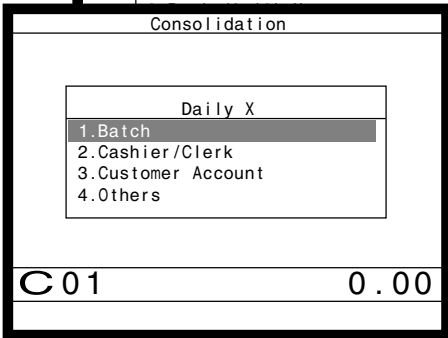 Consolidation
Daily X
1.Batch
2.Cashier/Clerk
3.Customer Account
4.Others
C01 0.00